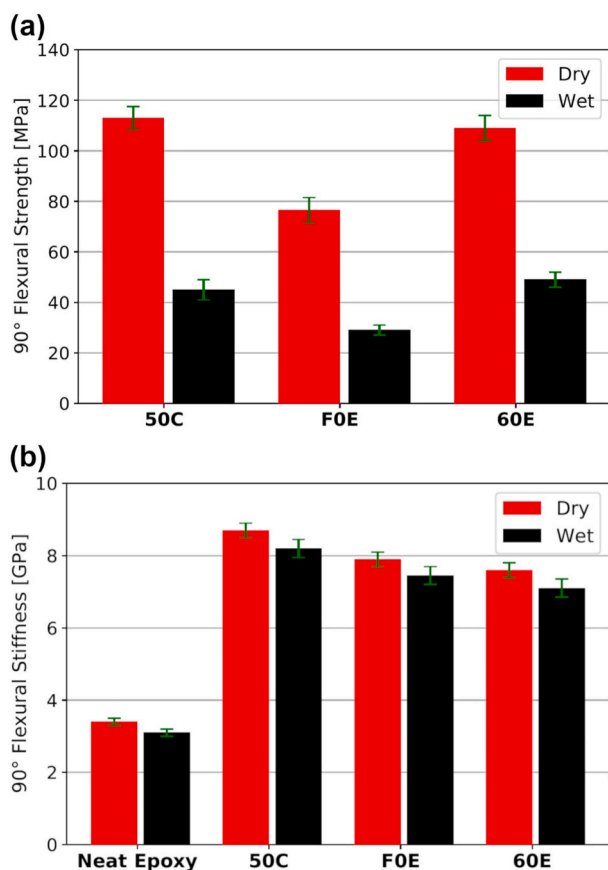 (a)
140
120
100
80
60
40
20
0
90° Flexural Strength [MPa]
Dry
Wet
50C F0E 60E
(b)
10
8
6
4
2
0
90° Flexural Stiffness [GPa]
Dry
Wet
Neat Epoxy 50C F0E 60E